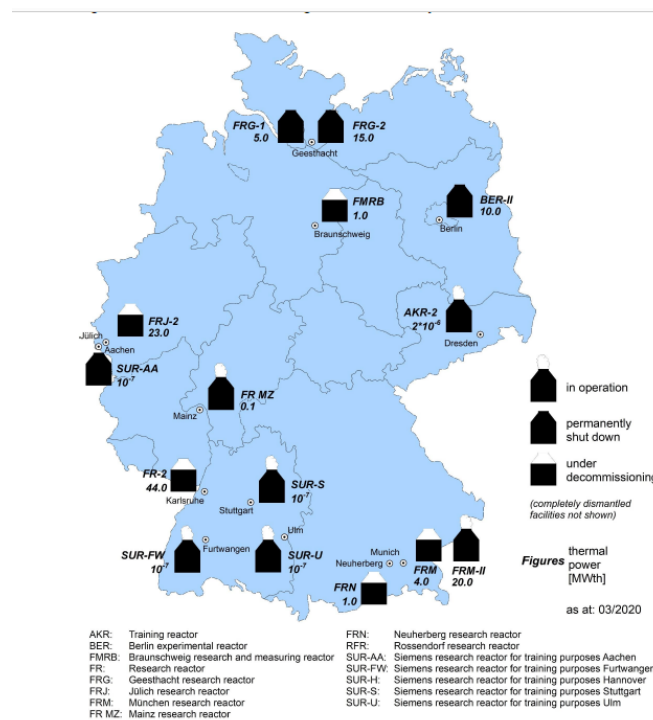 FRG-1
5.0
FRG-2
15.0
Geesthacht
FMRB
1.0
Braunschweig
BER-II
10.0
Berlin
FRJ-2
23.0
Jülich
Aachen
SUR-AA
10-7
AKR-2
2*10-6
Dresden
FR MZ
0.1
Mainz
FR-2
44.0
Karlsruhe
SUR-S
10-7
Stuttgart
SUR-FW
10-7
Furtwangen
Ulm
SUR-U
10-7
Munich
Neuherberg
FRN
1.0
FRM
4.0
FRM-II
20.0
in operation
permanently
shut down
under
decommissioning
(completely dismantled
facilities not shown)
Figures thermal
power
[MWth]
as at: 03/2020
AKR: Training reactor
BER: Berlin experimental reactor
FMRB: Braunschweig research and measuring reactor
FR: Research reactor
FRG: Geesthacht research reactor
FRJ: Jülich research reactor
FRM: München research reactor
FR MZ: Mainz research reactor
FRN: Neuherberg research reactor
RFR: Rossendorf research reactor
SUR-AA: Siemens research reactor for training purposes Aachen
SUR-FW: Siemens research reactor for training purposes Furtwangen
SUR-H: Siemens research reactor for training purposes Hannover
SUR-S: Siemens research reactor for training purposes Stuttgart
SUR-U: Siemens research reactor for training purposes Ulm